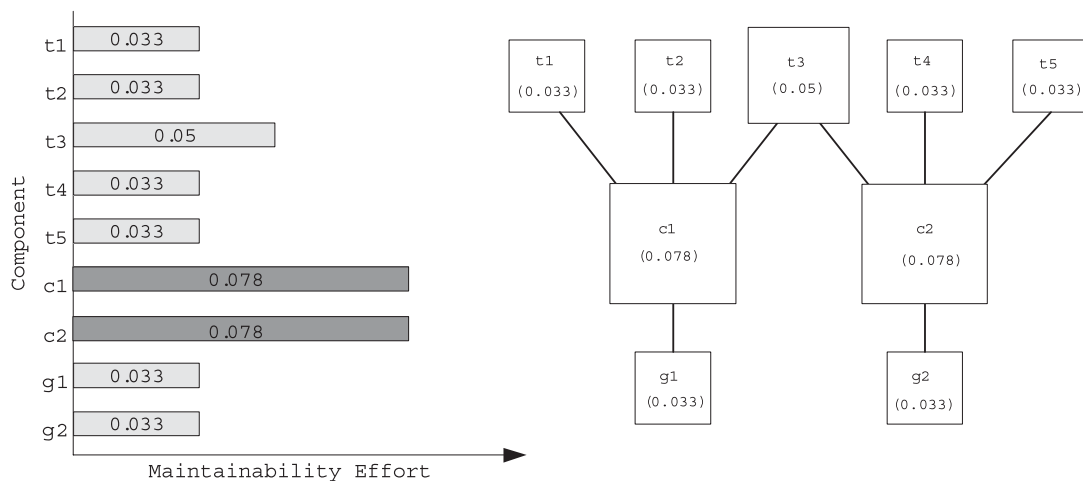 t1 0.033
t2 0.033
t3 0.05
t4 0.033
t5 0.033
c1 0.078
c2 0.078
g1 0.033
g2 0.033
Component
Maintainability Effort
t1
(0.033)
t2
(0.033)
t3
(0.05)
t4
(0.033)
t5
(0.033)
c1
(0.078)
c2
(0.078)
g1
(0.033)
g2
(0.033)